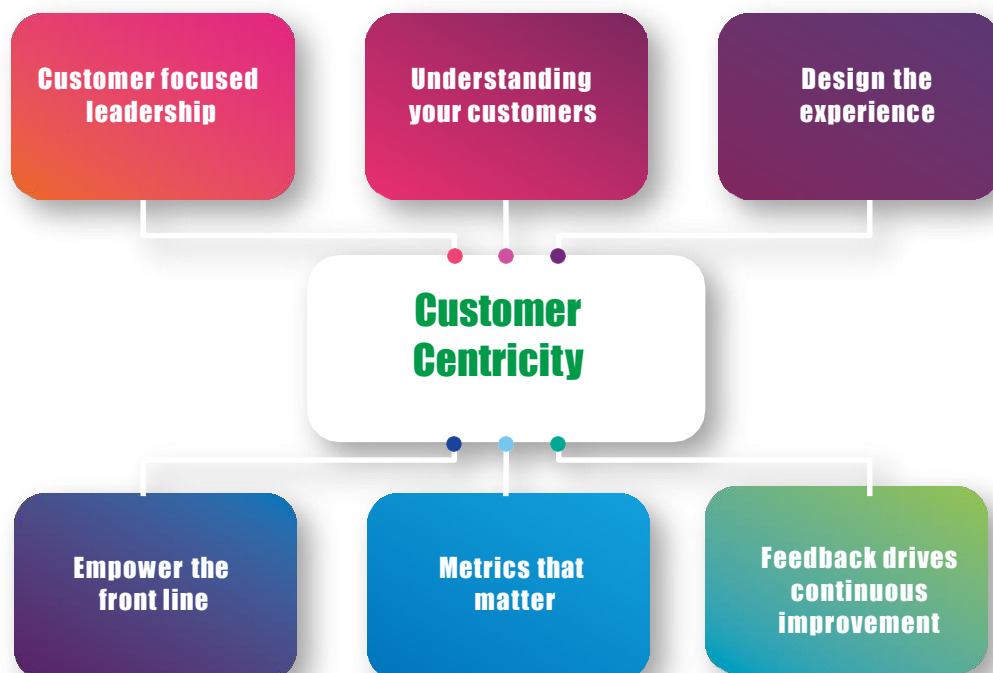 Customer focused
leadership
Understanding
your customers
Design the
experience
Customer
Centricity
Empower the
front line
Metrics that
matter
Feedback drives
continuous
improvement